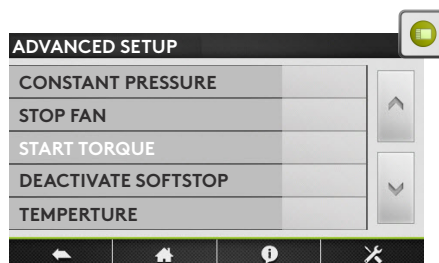 ADVANCED SETUP
CONSTANT PRESSURE
STOP FAN
START TORQUE
DEACTIVATE SOFTSTOP
TEMPERTURE